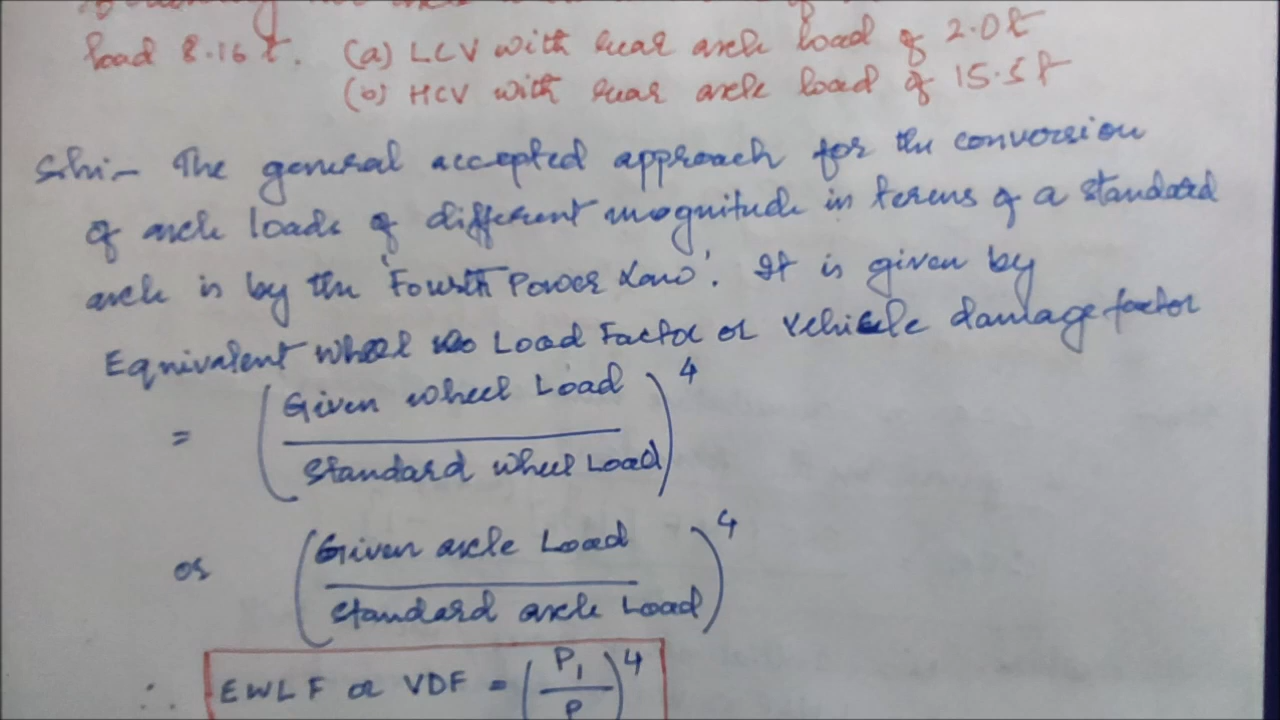 load 8.16 t. (a) LCV with rear axle load of 2.0 t
(b) HCV with rear axle load of 15.5 t
Soln:- The general accepted approach for the conversion
of axle loads of different magnitude in terms of a standard
axle is by the 'Fourth Power Law'. It is given by
Equivalent wheel Load Factor or vehicle damage factor
= (Given wheel Load / Standard wheel Load)^4
or (Given axle Load / Standard axle Load)^4
∴ EWLF or VDF = (P1 / P)^4